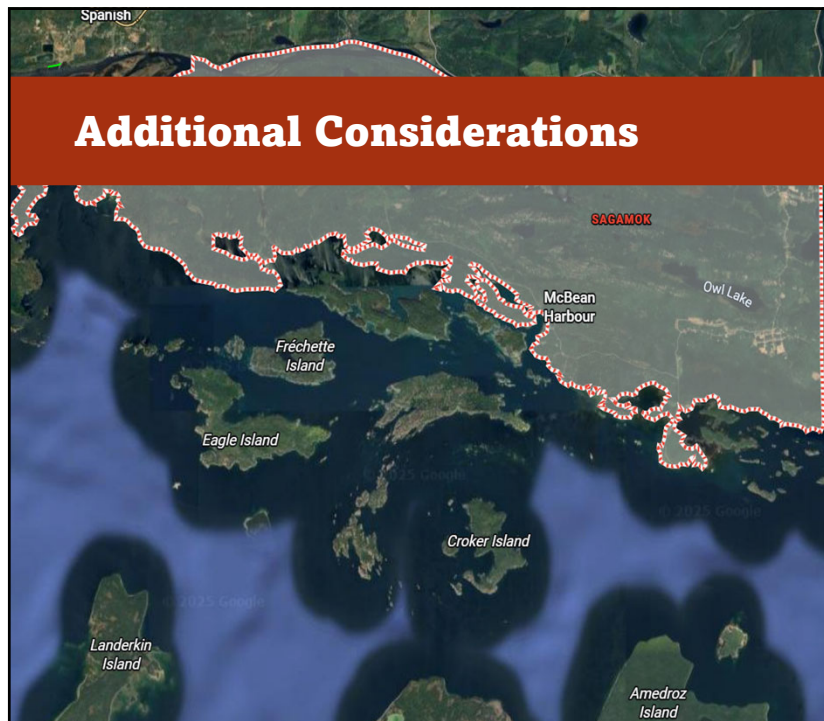 Spanish
Additional Considerations
SAGAMOK
Owl Lake
McBean
Harbour
Fréchette
Island
Eagle Island
© 2025 Google
© 2025 Google
Croker Island
© 2025 Google
Landerkin
Island
Amedroz
Island